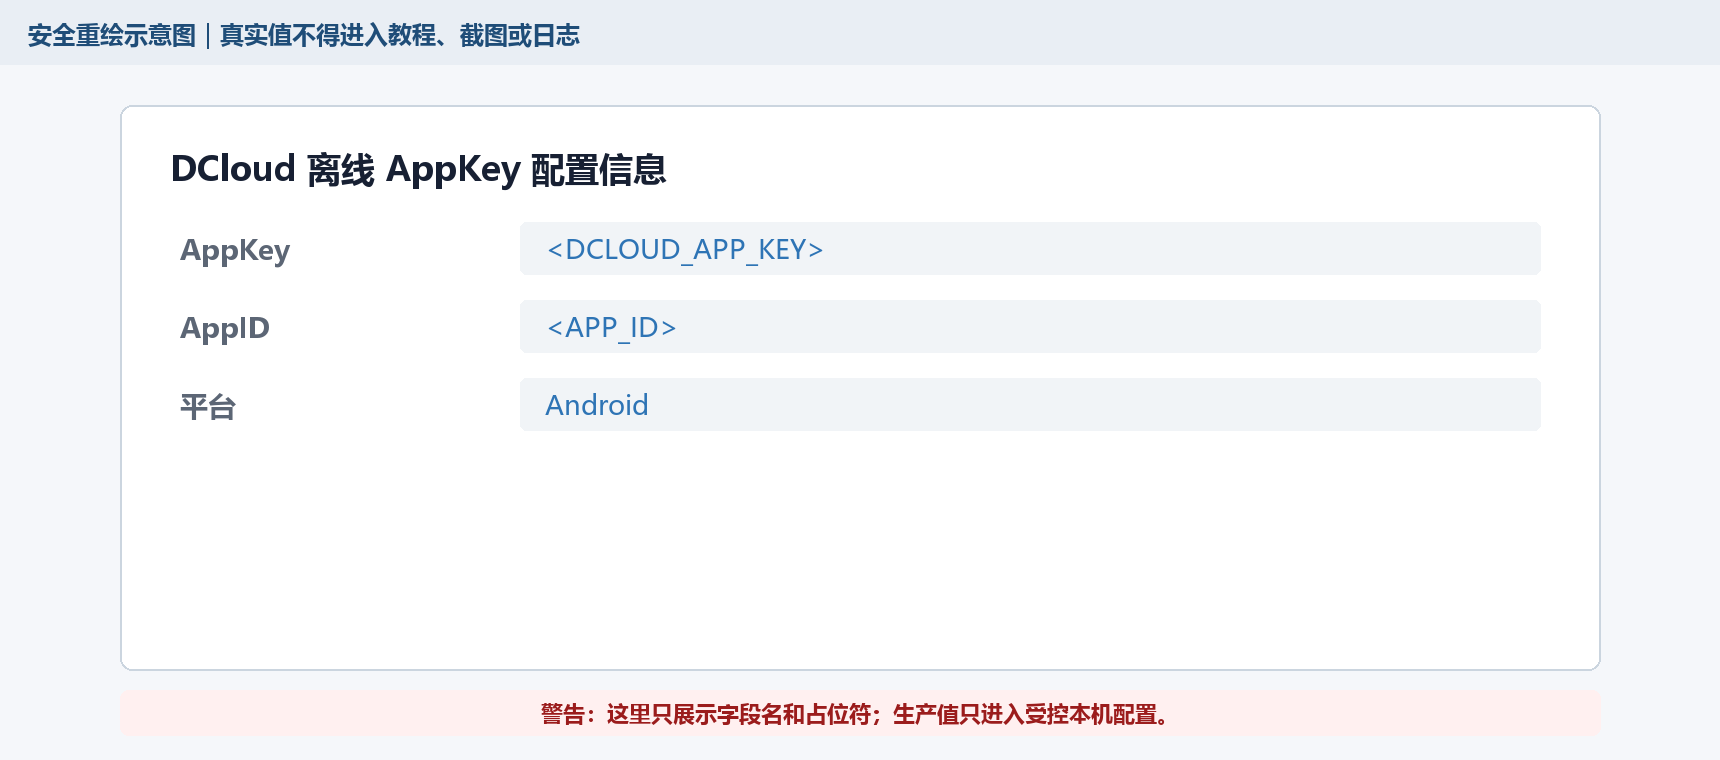 安全重绘示意图｜真实值不得进入教程、截图或日志
DCloud 离线 AppKey 配置信息
AppKey
<DCLOUD_APP_KEY>
AppID
<APP_ID>
平台
Android
警告：这里只展示字段名和占位符；生产值只进入受控本机配置。